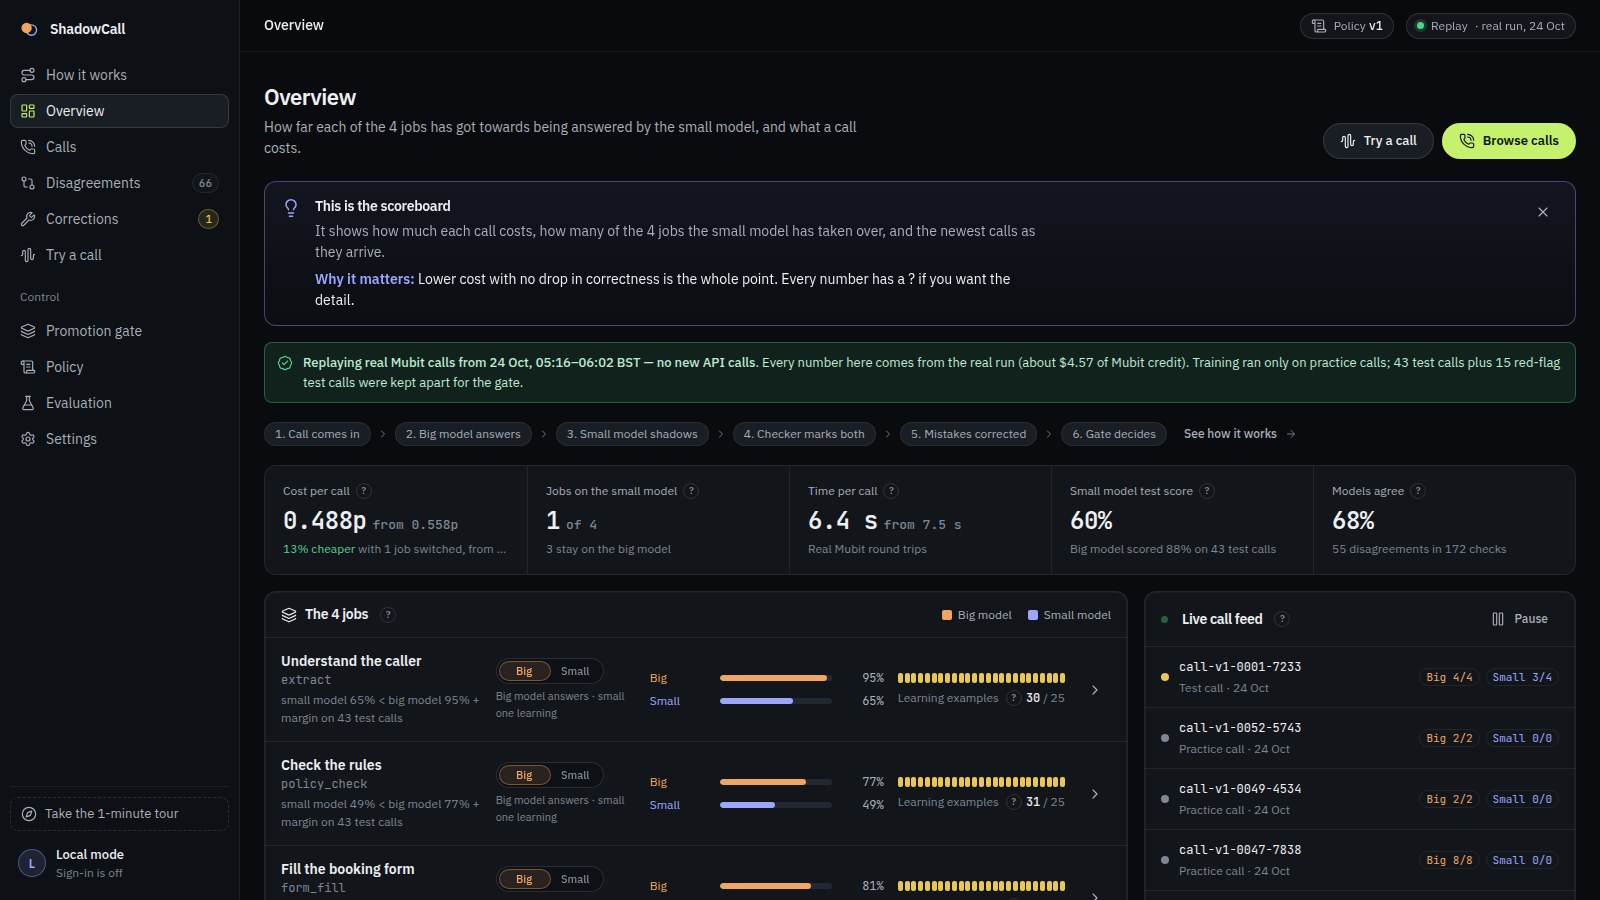 ShadowCall
How it works
Overview
Calls
Disagreements 66
Corrections 1
Try a call
Control
Promotion gate
Policy
Evaluation
Settings
Take the 1-minute tour
L
Local mode
Sign-in is off
Overview
Policy v1
Replay · real run, 24 Oct
Overview
How far each of the 4 jobs has got towards being answered by the small model, and what a call
costs.
Try a call
Browse calls
This is the scoreboard
It shows how much each call costs, how many of the 4 jobs the small model has taken over, and the newest calls as
they arrive.
Why it matters: Lower cost with no drop in correctness is the whole point. Every number has a ? if you want the
detail.
Replaying real Mubit calls from 24 Oct, 05:16–06:02 BST — no new API calls. Every number here comes from the real run (about $4.57 of Mubit credit). Training ran only on practice calls; 43 test calls plus 15 red-flag
test calls were kept apart for the gate.
1. Call comes in
2. Big model answers
3. Small model shadows
4. Checker marks both
5. Mistakes corrected
6. Gate decides
See how it works →
Cost per call ?
0.488p from 0.558p
13% cheaper with 1 job switched, from ...
Jobs on the small model ?
1 of 4
3 stay on the big model
Time per call ?
6.4 s from 7.5 s
Real Mubit round trips
Small model test score ?
60%
Big model scored 88% on 43 test calls
Models agree ?
68%
55 disagreements in 172 checks
The 4 jobs ?
Big model
Small model
Understand the caller
extract
small model 65% < big model 95% +
margin on 43 test calls
Big Small
Big model answers · small
one learning
Big 95%
Small 65%
Learning examples ? 30 / 25
Check the rules
policy_check
small model 49% < big model 77% +
margin on 43 test calls
Big Small
Big model answers · small
one learning
Big 77%
Small 49%
Learning examples ? 31 / 25
Fill the booking form
form_fill
Big Small
Big 81%
Live call feed ?
Pause
call-v1-0001-7233
Test call · 24 Oct
Big 4/4 Small 3/4
call-v1-0052-5743
Practice call · 24 Oct
Big 2/2 Small 0/0
call-v1-0049-4534
Practice call · 24 Oct
Big 2/2 Small 0/0
call-v1-0047-7838
Practice call · 24 Oct
Big 8/8 Small 0/0